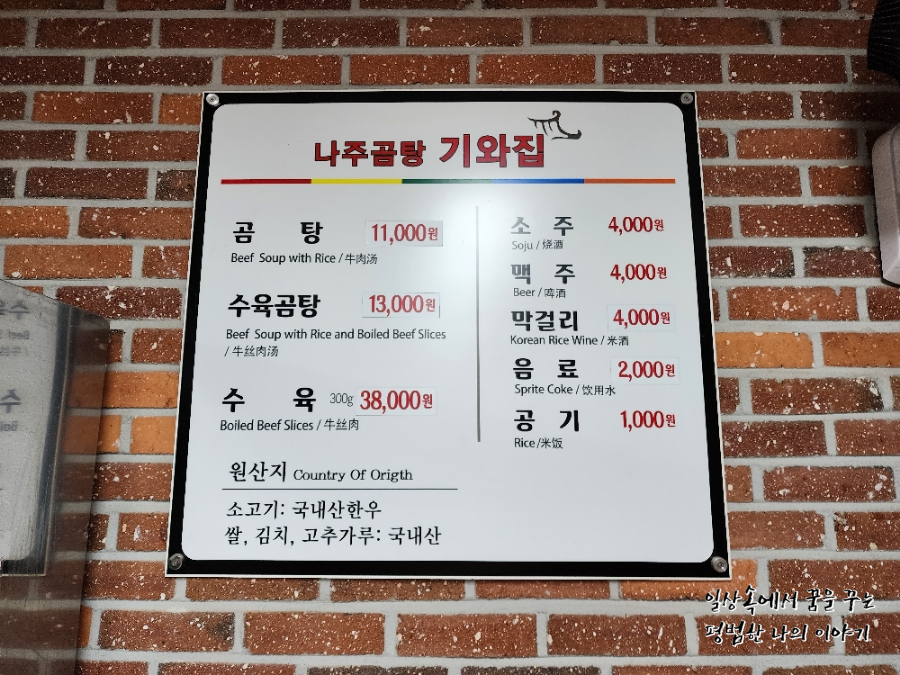 나주곰탕 기와집
곰 탕 11,000원
Beef Soup with Rice / 牛肉汤
수육곰탕 13,000원
Beef Soup with Rice and Boiled Beef Slices
/ 牛丝肉汤
수 육 300g 38,000원
Boiled Beef Slices / 牛丝肉
원산지 Country Of Origth
소고기: 국내산한우
쌀, 김치, 고추가루: 국내산
소 주 4,000원
Soju / 烧酒
맥 주 4,000원
Beer / 啤酒
막걸리 4,000원
Korean Rice Wine / 米酒
음 료 2,000원
Sprite Coke / 饮用水
공 기 1,000원
Rice/米饭
일상속에서 꿈을 꾸는
평범한 나의 이야기